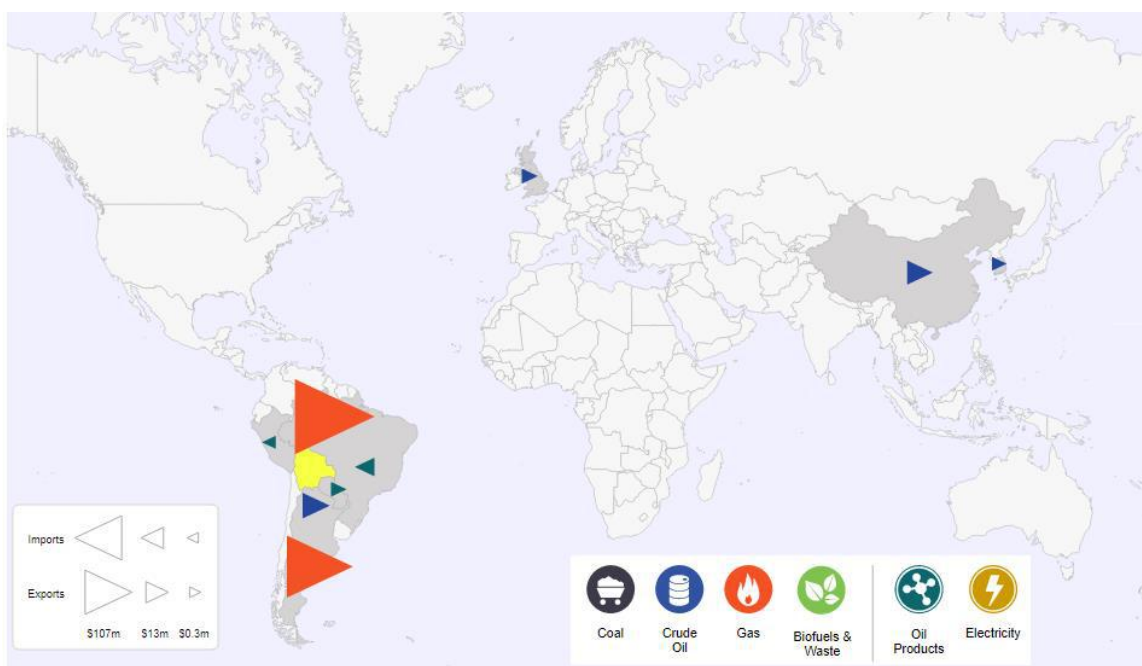 Imports
Exports
$107m $13m $0.3m
Coal
Crude
Oil
Gas
Biofuels &
Waste
Oil
Products
Electricity